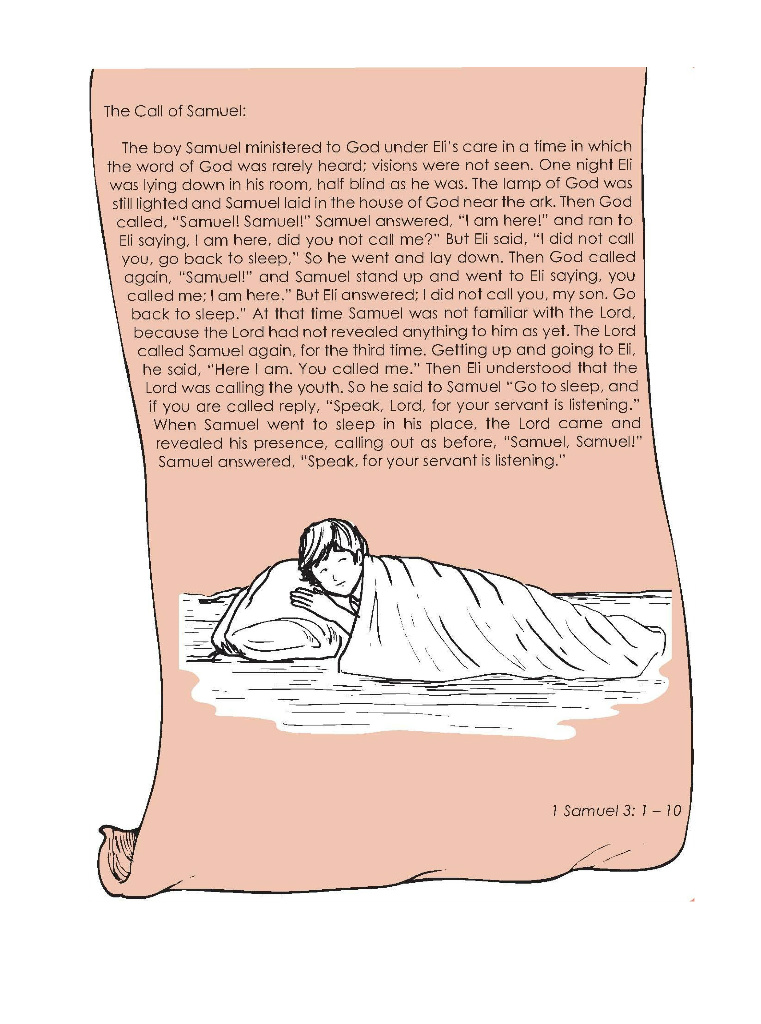 The Call of Samuel:
The boy Samuel ministered to God under Eli's care in a time in which
the word of God was rarely heard; visions were not seen. One night Eli
was lying down in his room, half blind as he was. The lamp of God was
still lighted and Samuel laid in the house of God near the ark. Then God
called, "Samuel! Samuel!" Samuel answered, "I am here!" and ran to
Eli saying, I am here, did you not call me?" But Eli said, "I did not call
you, go back to sleep," So he went and lay down. Then God called
again, "Samuel!" and Samuel stand up and went to Eli saying, you
called me; I am here." But Eli answered; I did not call you, my son. Go
back to sleep." At that time Samuel was not familiar with the Lord,
because the Lord had not revealed anything to him as yet. The Lord
called Samuel again, for the third time. Getting up and going to Eli,
he said, "Here I am. You called me." Then Eli understood that the
Lord was calling the youth. So he said to Samuel "Go to sleep, and
if you are called reply, "Speak, Lord, for your servant is listening."
When Samuel went to sleep in his place, the Lord came and
revealed his presence, calling out as before, "Samuel, Samuel!"
Samuel answered, "Speak, for your servant is listening."
1 Samuel 3: 1 – 10